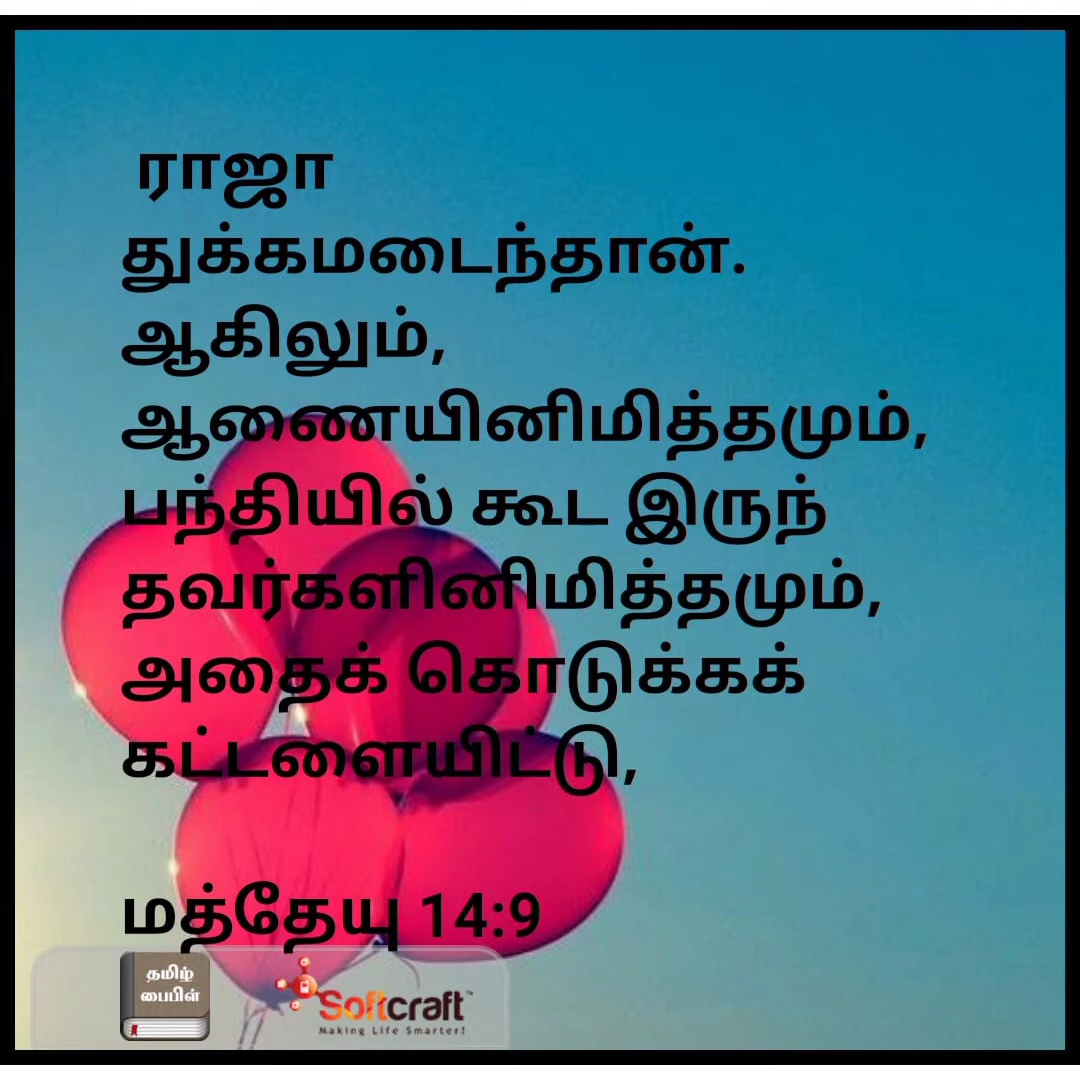 ராஜா
துக்கமடைந்தான்.
ஆகிலும்,
ஆணையினிமித்தமும்,
பந்தியில் கூட இருந்
தவர்களினிமித்தமும்,
அதைக் கொடுக்கக்
கட்டளையிட்டு,
மத்தேயு 14:9
தமிழ்
பைபிள்
Softcraft™
Making Life Smarter!